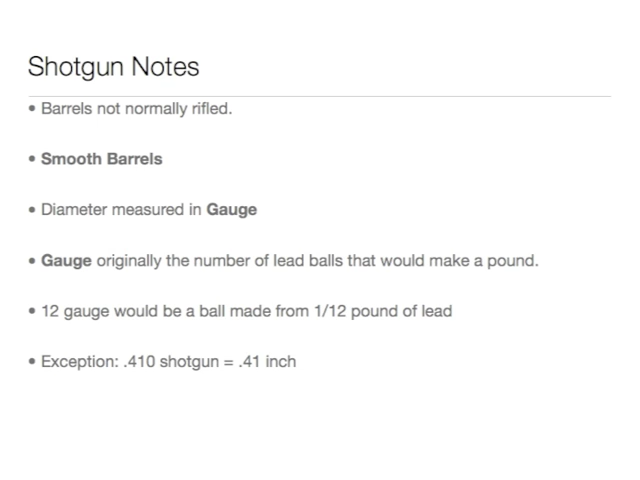 Shotgun Notes
• Barrels not normally rifled.
• Smooth Barrels
• Diameter measured in Gauge
• Gauge originally the number of lead balls that would make a pound.
• 12 gauge would be a ball made from 1/12 pound of lead
• Exception: .410 shotgun = .41 inch